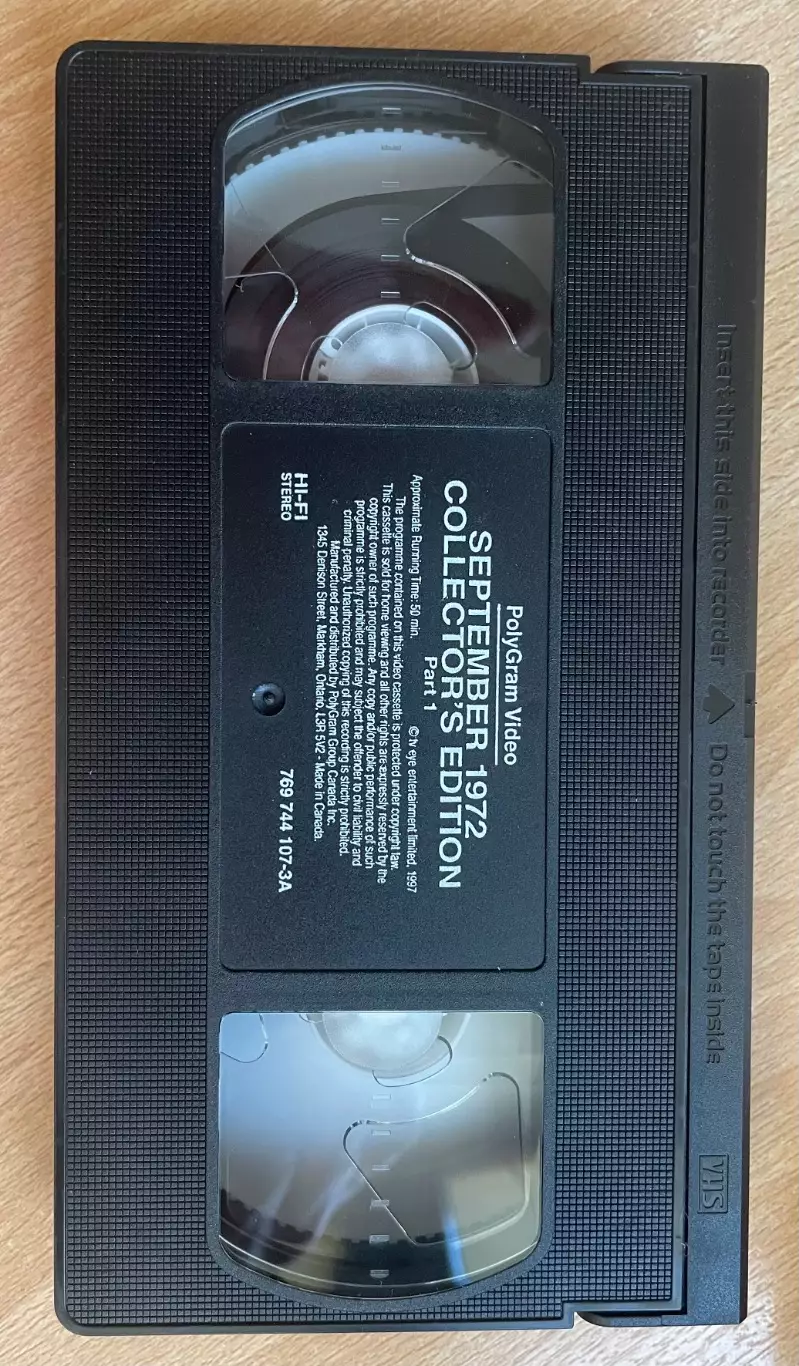 PolyGram Video
SEPTEMBER 1972
COLLECTOR'S EDITION
Part 1
Approximate Running Time: 50 min. © tv eye entertainment limited, 1997
The programme contained on this video cassette is protected under copyright law.
This cassette is sold for home viewing and all other rights are expressly reserved by the
copyright owner of such programme. Any copy and/or public performance of such
programme is strictly prohibited and may subject the offender to civil liability and
criminal penalty. Unauthorized copying of this recording is strictly prohibited.
Manufactured and distributed by PolyGram Group Canada Inc.
1345 Denison Street, Markham, Ontario, L3R 5V2 - Made in Canada.
HI-FI
STEREO
769 744 107-3A
Insert this side into recorder Do not touch the tape inside
VHS